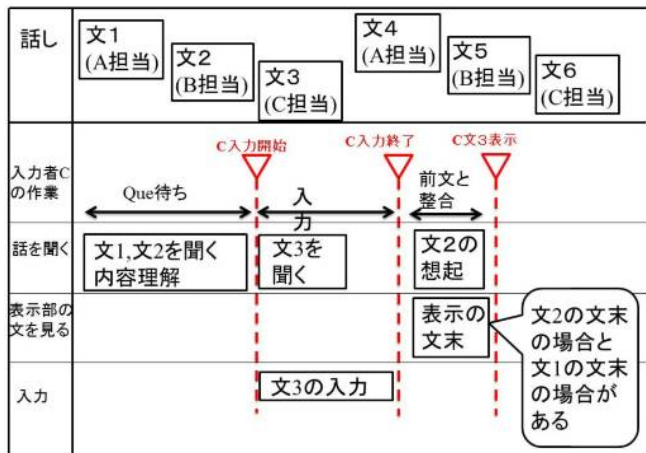 話し
文1
(A担当)
文2
(B担当)
文3
(C担当)
文4
(A担当)
文5
(B担当)
文6
(C担当)
C入力開始
C入力終了
C文3表示
入力者C
の作業
Que待ち
入
力
前文と
整合
話を聞く
文1,文2を聞く
内容理解
文3を
聞く
文2の
想起
表示部の
文を見る
表示の
文末
文2の文末
の場合と
文1の文末
の場合が
ある
入力
文3の入力